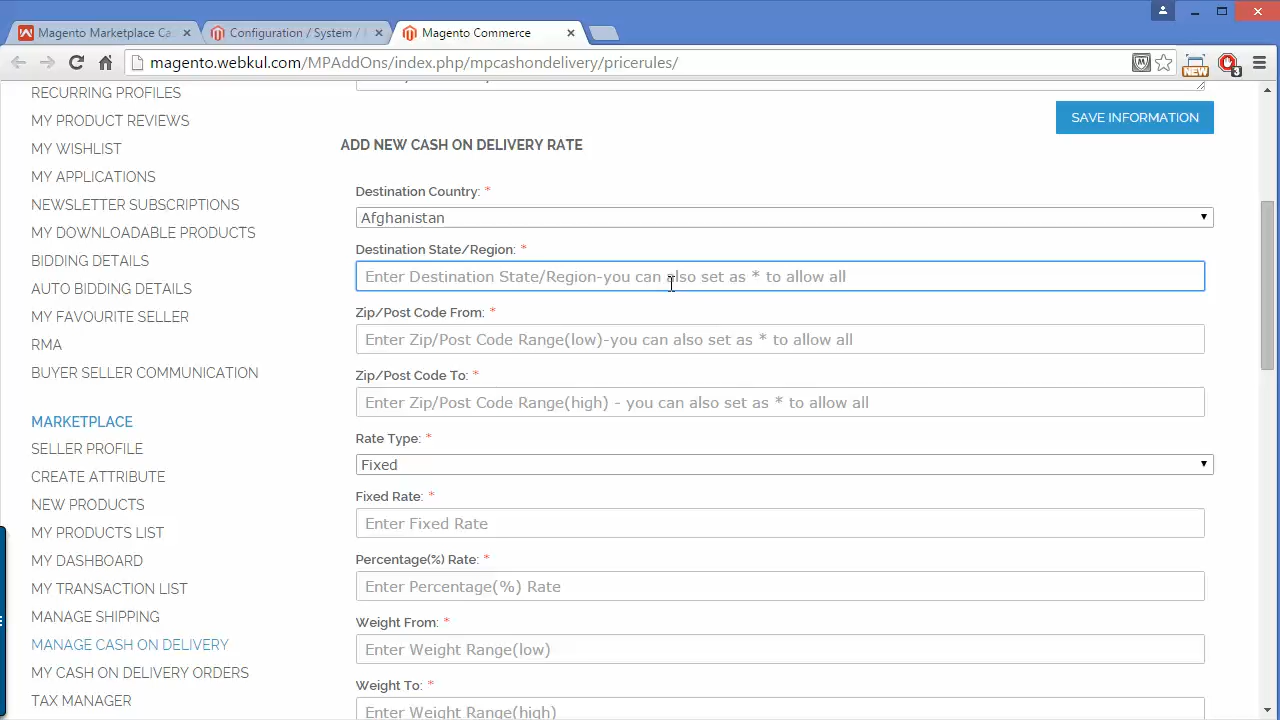 Magento Marketplace Ca
Configuration / System / I
Magento Commerce
magento.webkul.com/MPAddOns/index.php/mpcashondelivery/pricerules/
NEW
3
RECURRING PROFILES
MY PRODUCT REVIEWS
MY WISHLIST
MY APPLICATIONS
NEWSLETTER SUBSCRIPTIONS
MY DOWNLOADABLE PRODUCTS
BIDDING DETAILS
AUTO BIDDING DETAILS
MY FAVOURITE SELLER
RMA
BUYER SELLER COMMUNICATION
MARKETPLACE
SELLER PROFILE
CREATE ATTRIBUTE
NEW PRODUCTS
MY PRODUCTS LIST
MY DASHBOARD
MY TRANSACTION LIST
MANAGE SHIPPING
MANAGE CASH ON DELIVERY
MY CASH ON DELIVERY ORDERS
TAX MANAGER
SAVE INFORMATION
ADD NEW CASH ON DELIVERY RATE
Destination Country: *
Afghanistan
Destination State/Region: *
Enter Destination State/Region-you can also set as * to allow all
Zip/Post Code From: *
Enter Zip/Post Code Range(low)-you can also set as * to allow all
Zip/Post Code To: *
Enter Zip/Post Code Range(high) - you can also set as * to allow all
Rate Type: *
Fixed
Fixed Rate: *
Enter Fixed Rate
Percentage(%) Rate: *
Enter Percentage(%) Rate
Weight From: *
Enter Weight Range(low)
Weight To: *
Enter Weight Range(high)